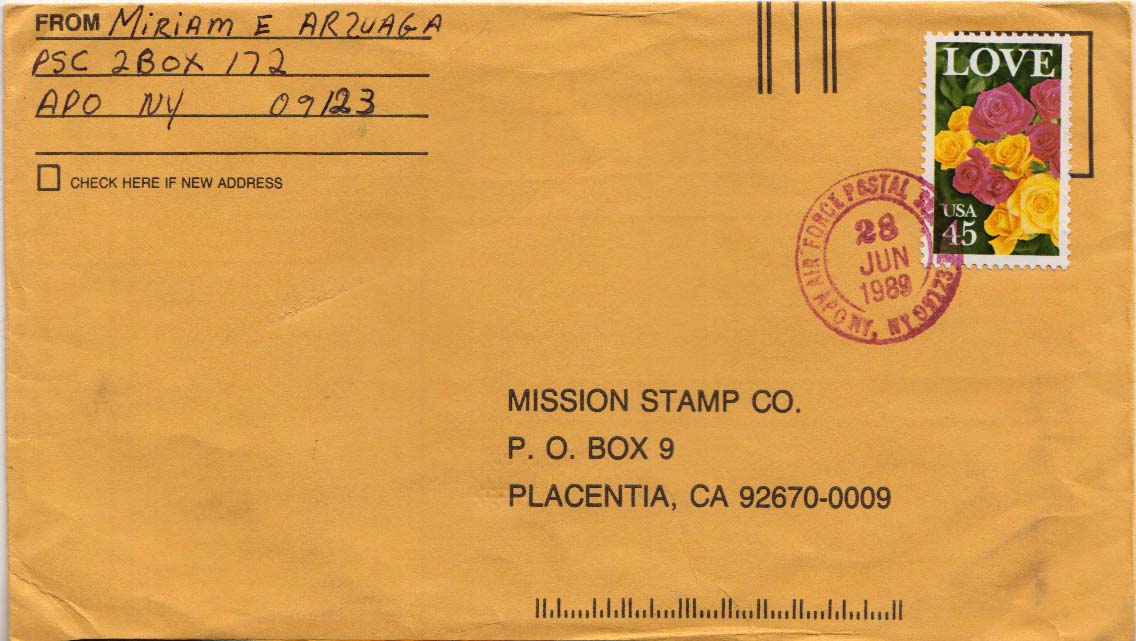 FROM MiRiAM E ARZUAGA
PSC 2 BOX 172
APO NY 09123
CHECK HERE IF NEW ADDRESS
LOVE
USA
45
AIR FORCE POSTAL
28
JUN
1989
APO NY, NY 09123
MISSION STAMP CO.
P. O. BOX 9
PLACENTIA, CA 92670-0009